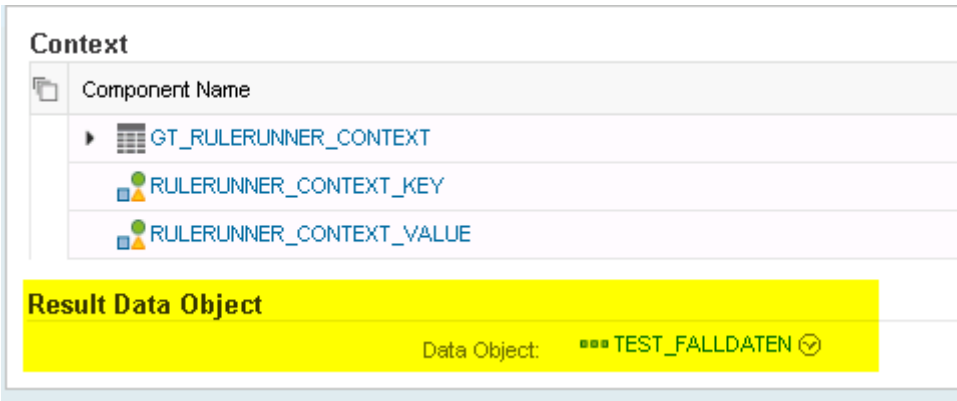 Context
Component Name
GT_RULERUNNER_CONTEXT
RULERUNNER_CONTEXT_KEY
RULERUNNER_CONTEXT_VALUE
Result Data Object
Data Object: TEST_FALLDATEN